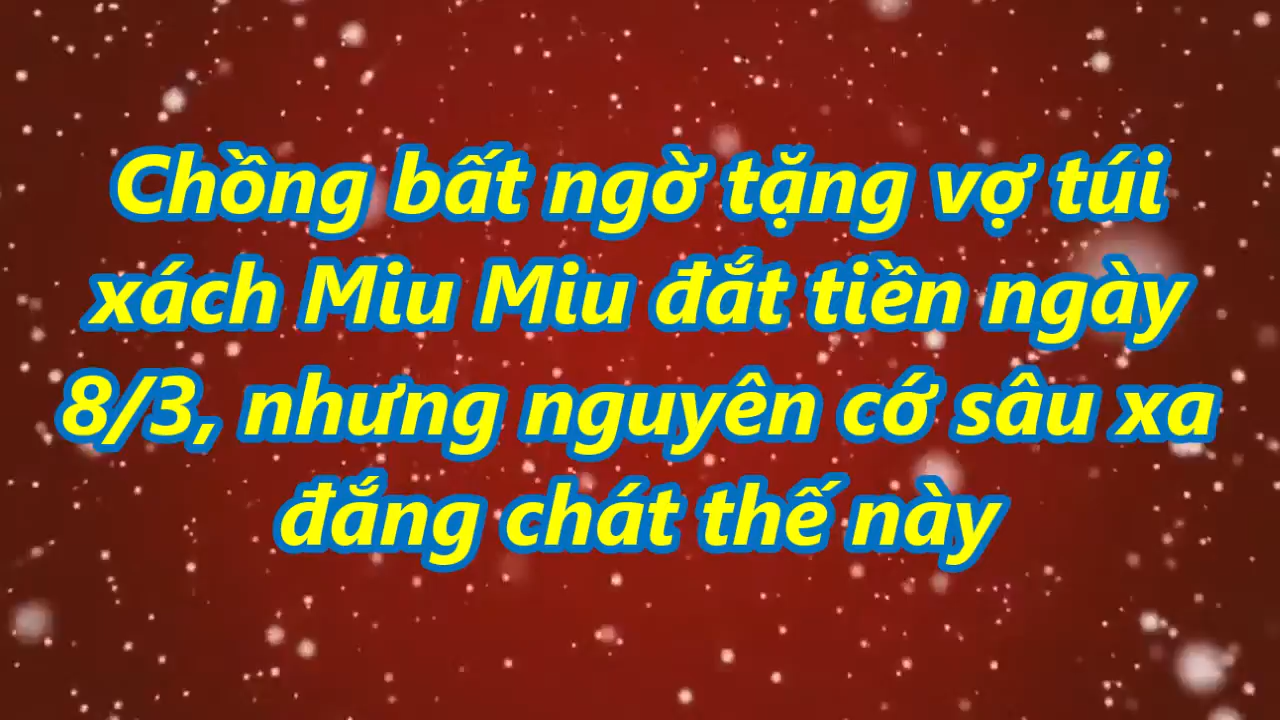 Chồng bất ngờ tặng vợ túi
xách Miu Miu đắt tiền ngày
8/3, nhưng nguyên cớ sâu xa
đắng chát thế này